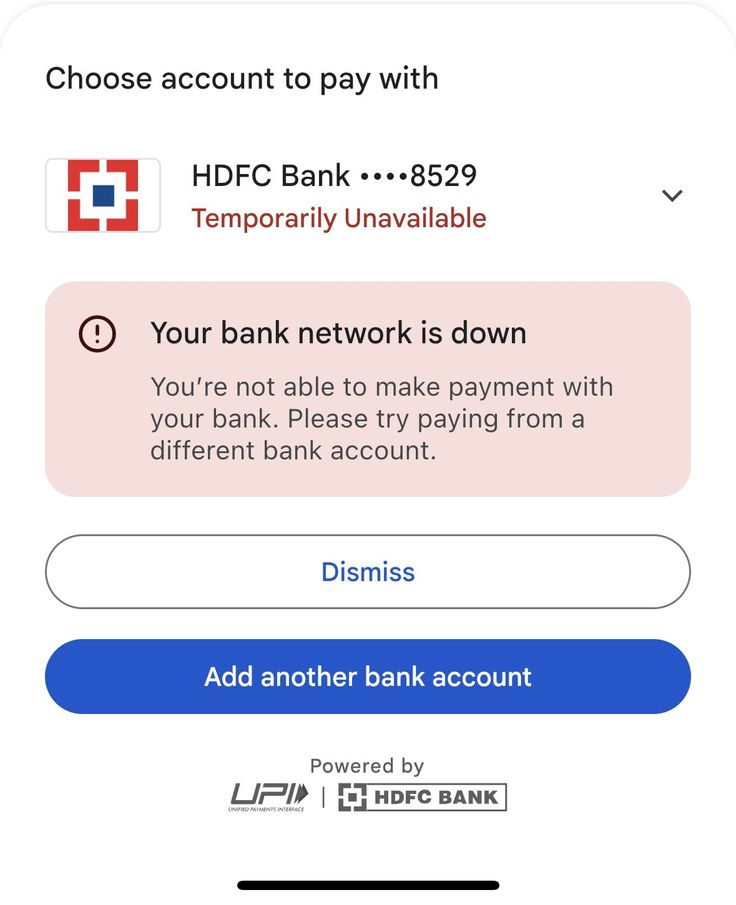 Choose account to pay with
HDFC Bank ••••8529
Temporarily Unavailable
Your bank network is down
You’re not able to make payment with
your bank. Please try paying from a
different bank account.
Dismiss
Add another bank account
Powered by
UPI
UNIFIED PAYMENTS INTERFACE
HDFC BANK